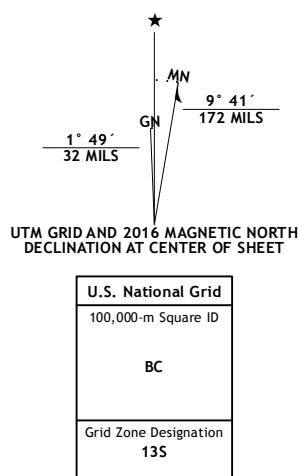 MN
GN
9° 41´
172 MILS
1° 49´
32 MILS
UTM GRID AND 2016 MAGNETIC NORTH
DECLINATION AT CENTER OF SHEET
U.S. National Grid
100,000-m Square ID
BC
Grid Zone Designation
13S